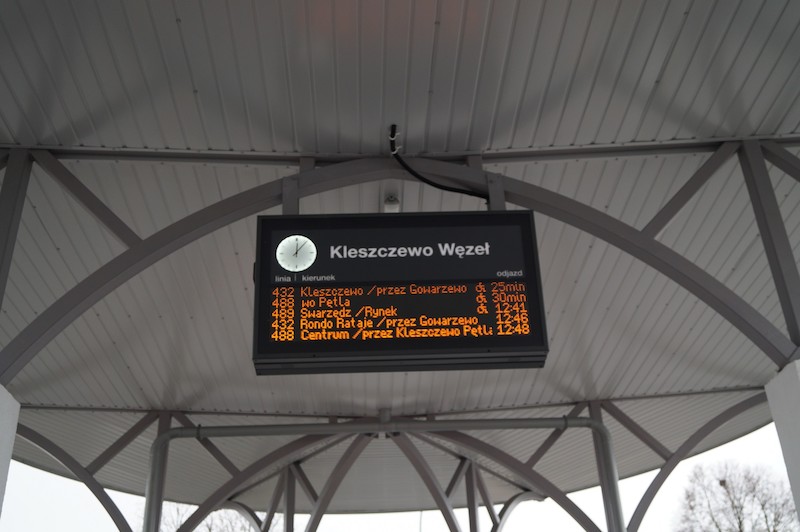 Kleszczewo Węzeł
linia kierunek odjazd
432 Kleszczewo /przez Gowarzewo 25min
488 wo Pętla 30min
489 Swarzędz /Rynek 12:41
432 Rondo Rataje /przez Gowarzewo 12:46
488 Centrum /przez Kleszczewo Pętl 12:48